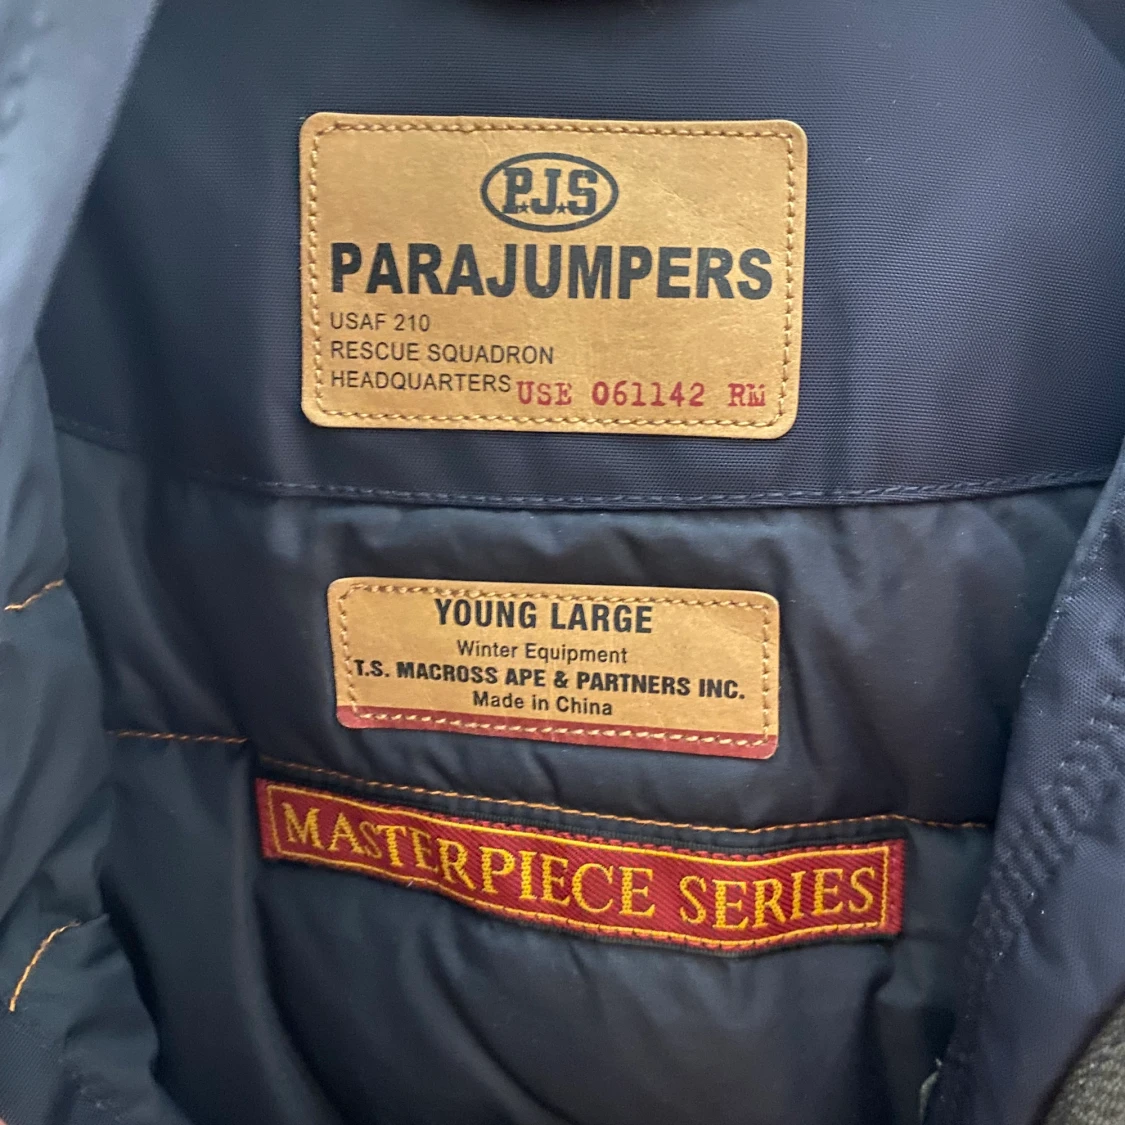 P.J.S
PARAJUMPERS
USAF 210
RESCUE SQUADRON
HEADQUARTERS USE 061142 RM
YOUNG LARGE
Winter Equipment
T.S. MACROSS APE & PARTNERS INC.
Made in China
MASTERPIECE SERIES